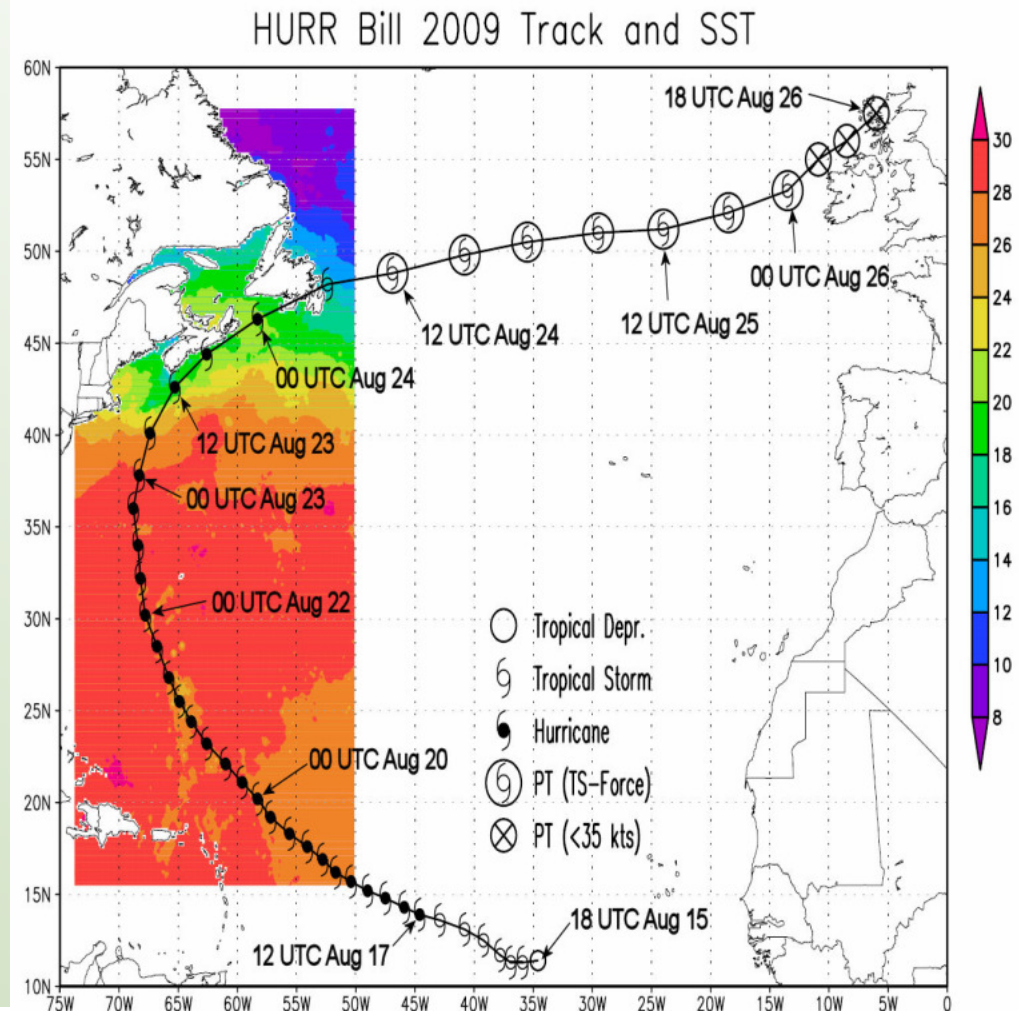 HURR Bill 2009 Track and SST
60N
55N
50N
45N
40N
35N
30N
25N
20N
15N
10N
75W 70W 65W 60W 55W 50W 45W 40W 35W 30W 25W 20W 15W 10W 5W 0
18 UTC Aug 26
00 UTC Aug 26
12 UTC Aug 25
12 UTC Aug 24
00 UTC Aug 24
12 UTC Aug 23
00 UTC Aug 23
00 UTC Aug 22
00 UTC Aug 20
18 UTC Aug 15
12 UTC Aug 17
Tropical Depr.
Tropical Storm
Hurricane
PT (TS-Force)
PT (<35 kts)
30
28
26
24
22
20
18
16
14
12
10
8